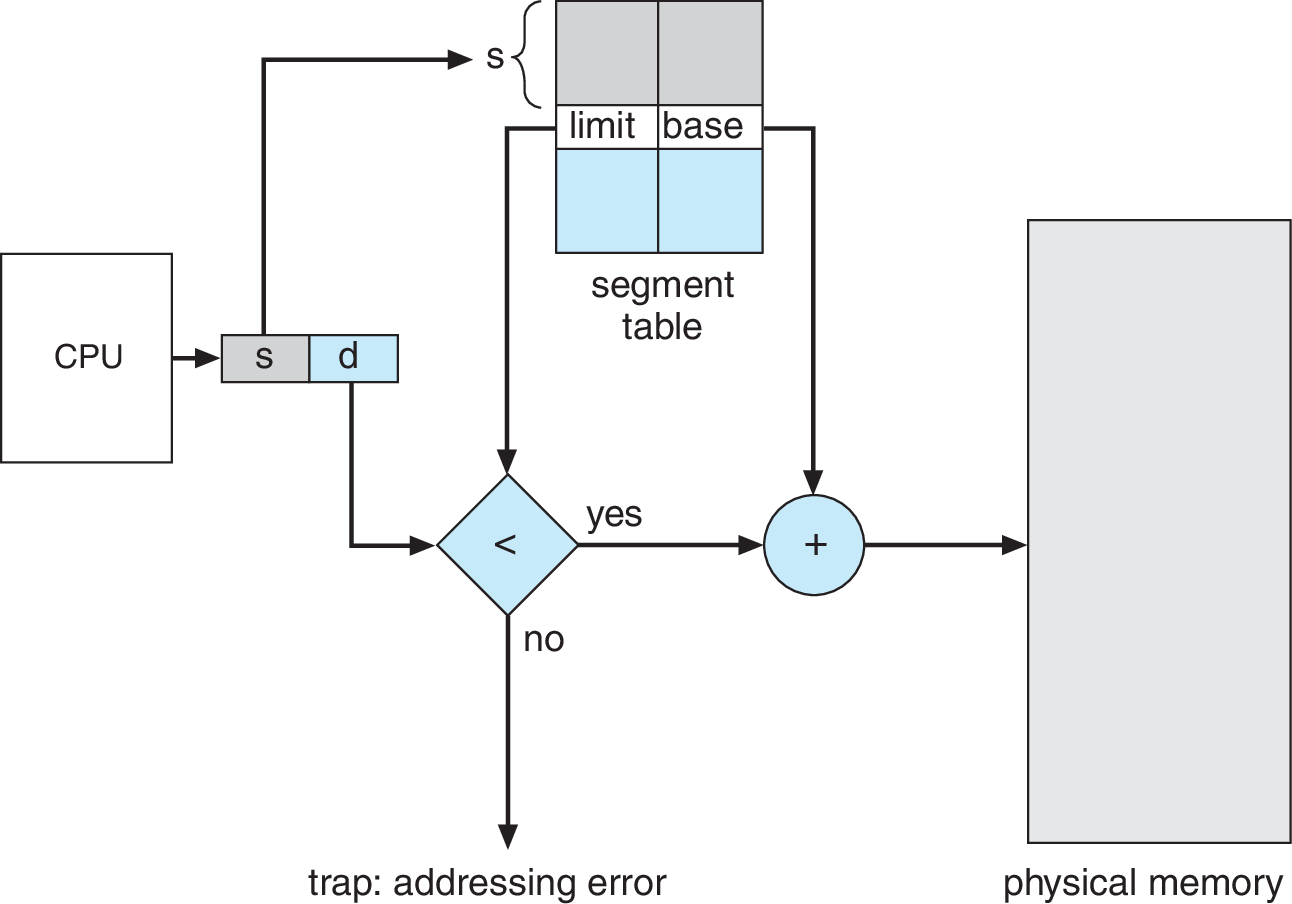 s
limit base
segment
table
CPU
s d
<
yes
+
no
trap: addressing error
physical memory